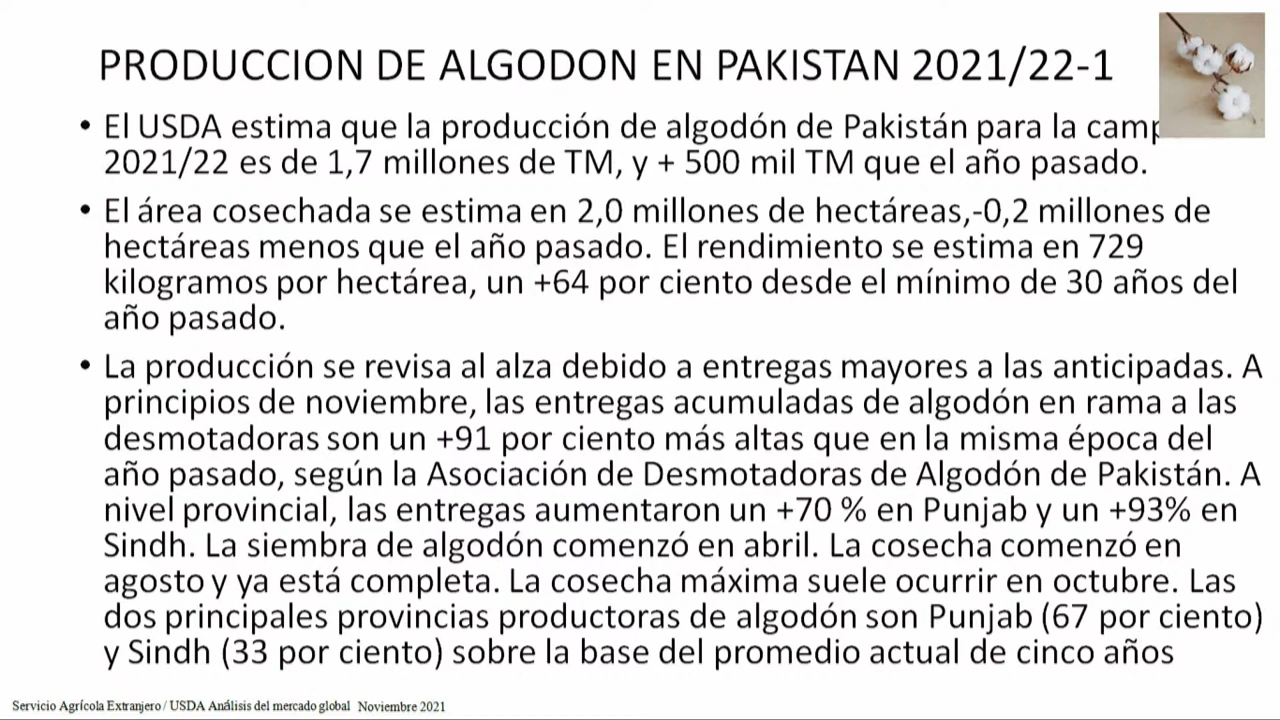 PRODUCCION DE ALGODON EN PAKISTAN 2021/22-1
• El USDA estima que la producción de algodón de Pakistán para la
2021/22 es de 1,7 millones de TM, y + 500 mil TM que el año pasado.
• El área cosechada se estima en 2,0 millones de hectáreas,-0,2 millones de
hectáreas menos que el año pasado. El rendimiento se estima en 729
kilogramos por hectárea, un +64 por ciento desde el mínimo de 30 años del
año pasado.
• La producción se revisa al alza debido a entregas mayores a las anticipadas. A
principios de noviembre, las entregas acumuladas de algodón en rama a las
desmotadoras son un +91 por ciento más altas que en la misma época del
año pasado, según la Asociación de Desmotadoras de Algodón de Pakistán. A
nivel provincial, las entregas aumentaron un +70 % en Punjab y un +93% en
Sindh. La siembra de algodón comenzó en abril. La cosecha comenzó en
agosto y ya está completa. La cosecha máxima suele ocurrir en octubre. Las
dos principales provincias productoras de algodón son Punjab (67 por ciento)
y Sindh (33 por ciento) sobre la base del promedio actual de cinco años
Servicio Agrícola Extranjero / USDA Análisis del mercado global Noviembre 2021